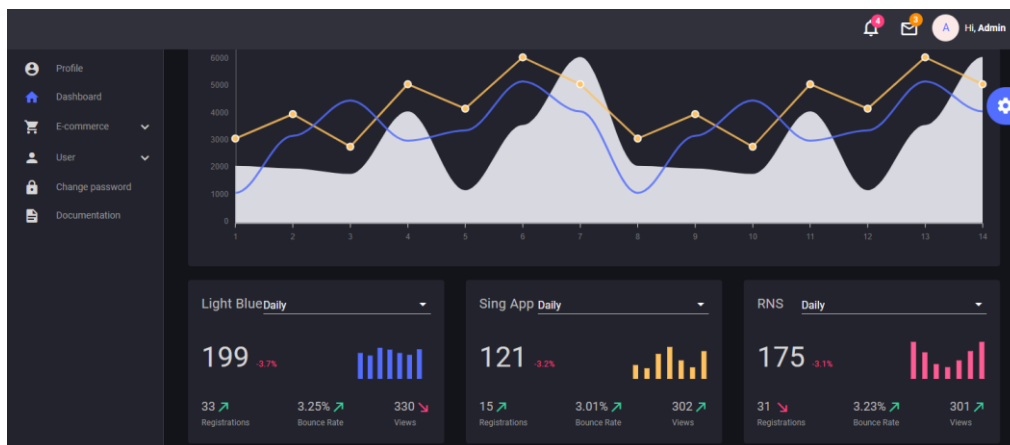 4 3 A Hi, Admin
Profile
Dashboard
E-commerce
User
Change password
Documentation
6000
5000
4000
3000
2000
1000
0
1 2 3 4 5 6 7 8 9 10 11 12 13 14
Light Blue Daily
199 -3.7%
33 3.25% 330
Registrations Bounce Rate Views
Sing App Daily
121 -3.2%
15 3.01% 302
Registrations Bounce Rate Views
RNS Daily
175 -3.1%
31 3.23% 301
Registrations Bounce Rate Views